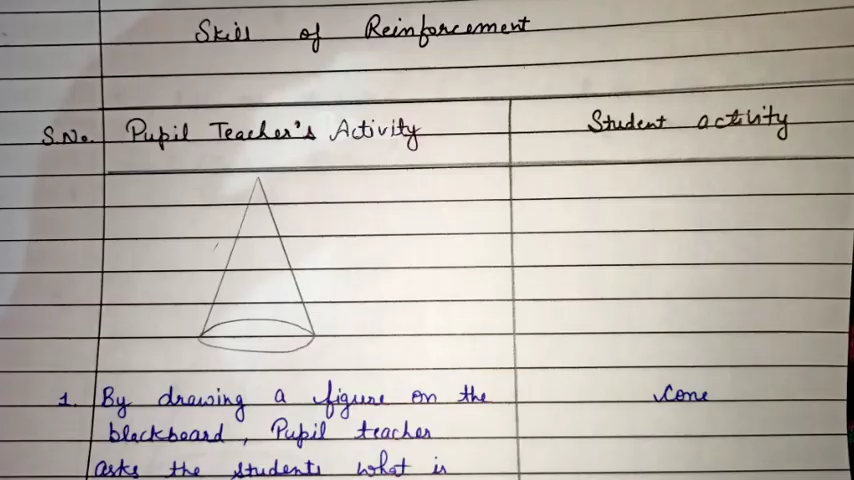 Skill of Reinforcement
S.No. Pupil Teacher's Activity Student activity
1. By drawing a figure on the Cone
blackboard, Pupil teacher
asks the students what is